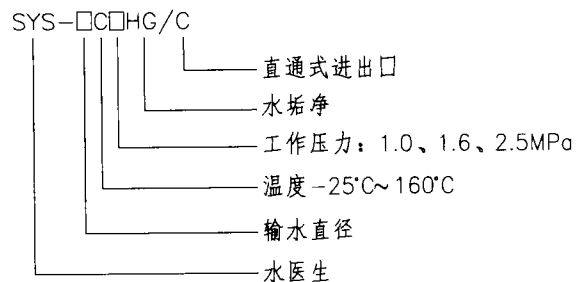 SYS-□C□HG/C
直通式进出口
水垢净
工作压力：1.0、1.6、2.5MPa
温度-25℃~160℃
输水直径
水医生